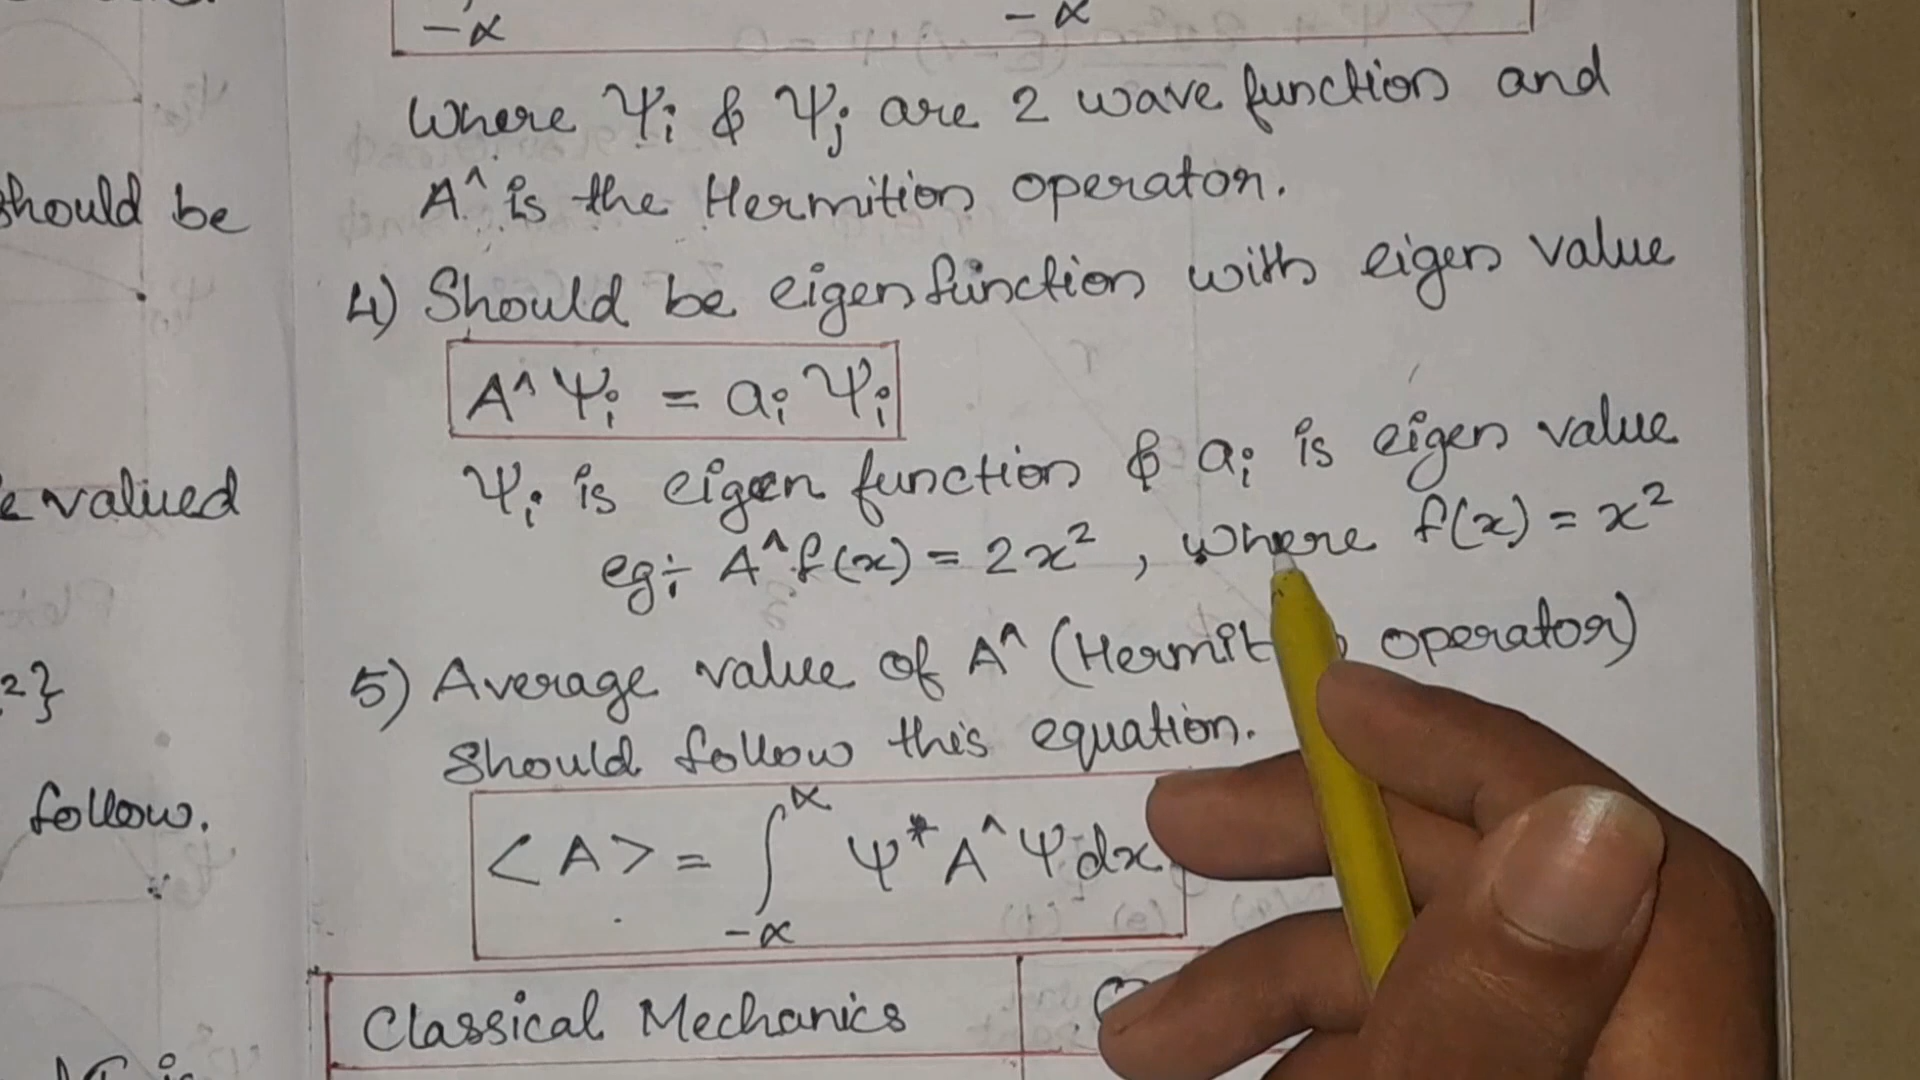 -α -α
Where Ψi & Ψj are 2 wave function and
A^ is the Hermition operator.
should be
4) Should be eigen function with eigen value
A^Ψi = ai Ψi
Ψi is eigen function & ai is eigen value
e valued
eg:- A^f(x) = 2x², where f(x) = x²
5) Average value of A^ (Hermit operator)
2}
should follow this equation.
follow.
<A> = ∫ α -α Ψ* A^ Ψ dx
Classical Mechanics